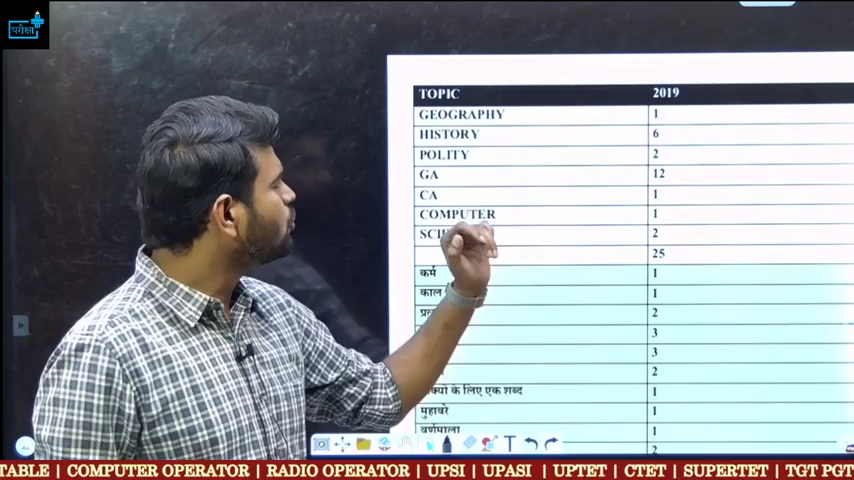 परीक्षा
TOPIC 2019
GEOGRAPHY 1
HISTORY 6
POLITY 2
GA 12
CA 1
COMPUTER 1
2
25
कर्म 1
काल 1
2
3
3
2
के लिए एक शब्द 1
मुहावरे 1
वर्णमाला 1
2
TABLE | COMPUTER OPERATOR | RADIO OPERATOR | UPSI | UPASI | UPTET | CTET | SUPERTET | TGT PGT